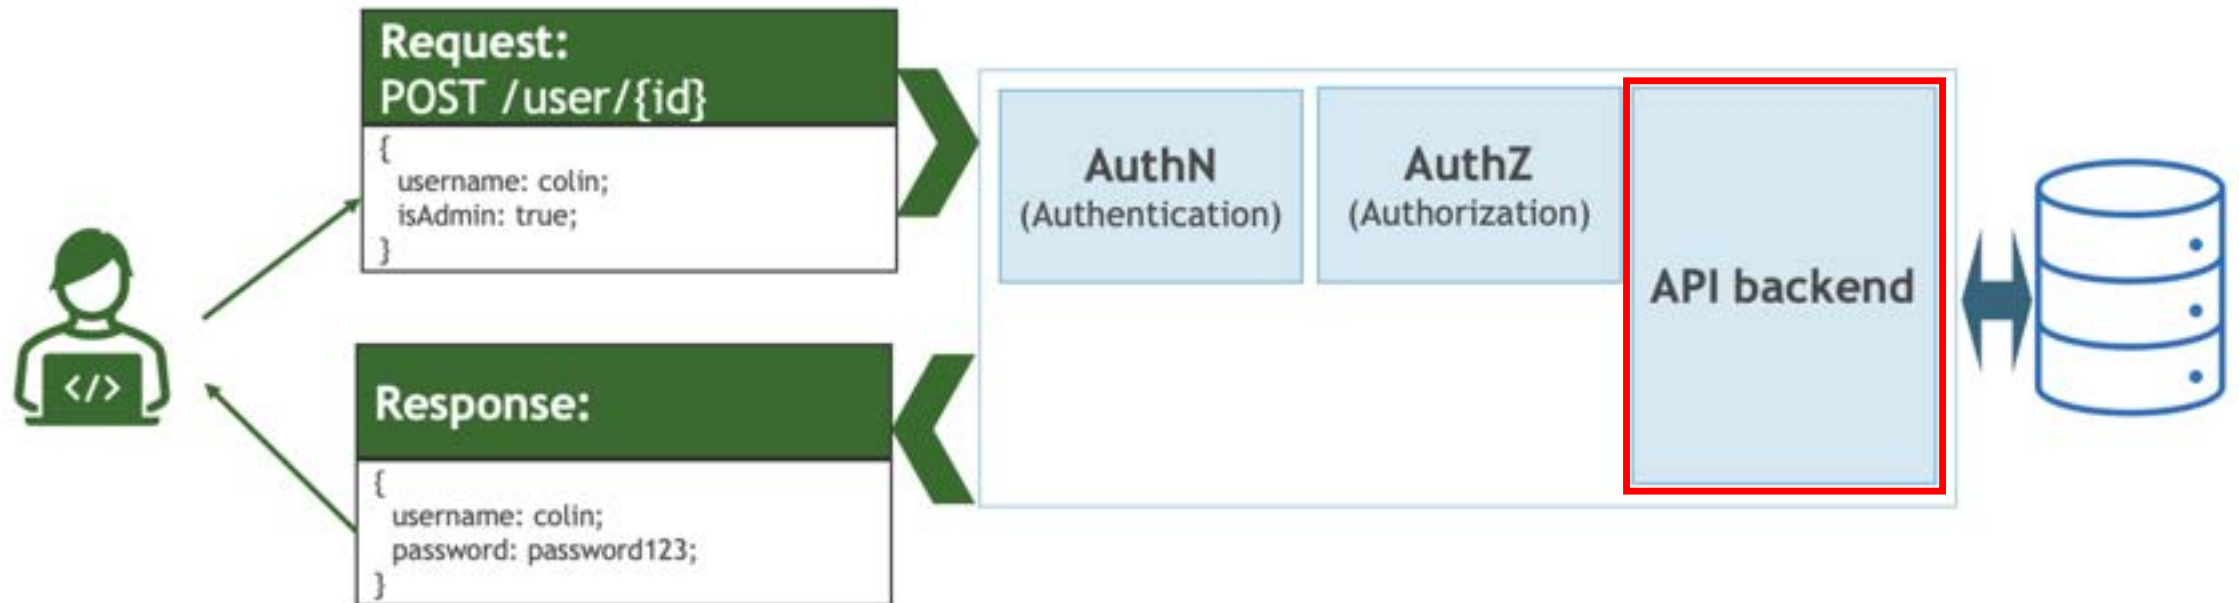 Request:
POST /user/{id}
{
username: colin;
isAdmin: true;
}
</>
Response:
{
username: colin;
password: password123;
}
AuthN
(Authentication)
AuthZ
(Authorization)
API backend